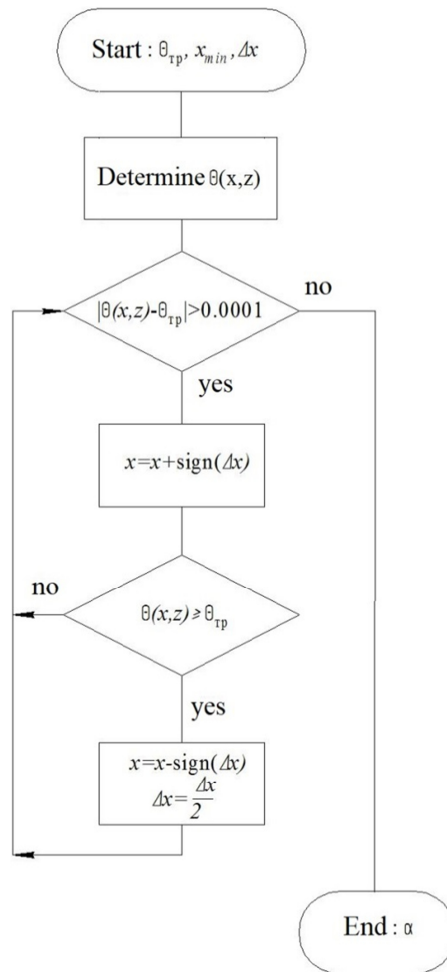 Start : θтр, xmin, Δx
Determine θ(x,z)
|θ(x,z)-θтр|>0.0001
no
yes
x=x+sign(Δx)
no
θ(x,z)≥θтр
yes
x=x-sign(Δx)
Δx=Δx/2
End : α